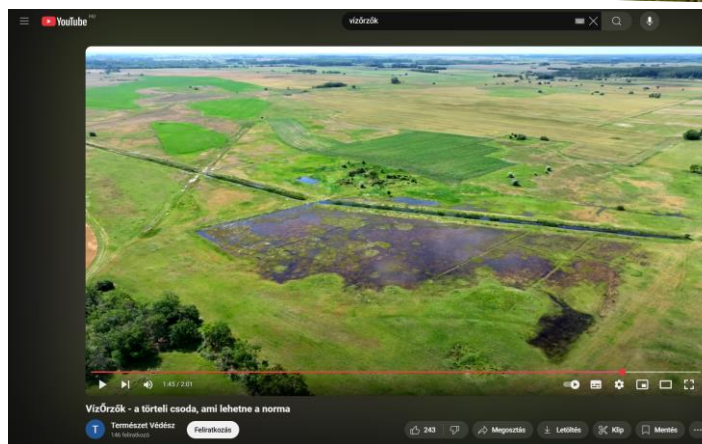 YouTube HU
vízőrzők
1:45 / 2:01
VízŐrzők - a törteli csoda, ami lehetne a norma
T
Természet Védész
146 feliratkozó
Feliratkozás
243
Megosztás
Letöltés
Klip
Mentés